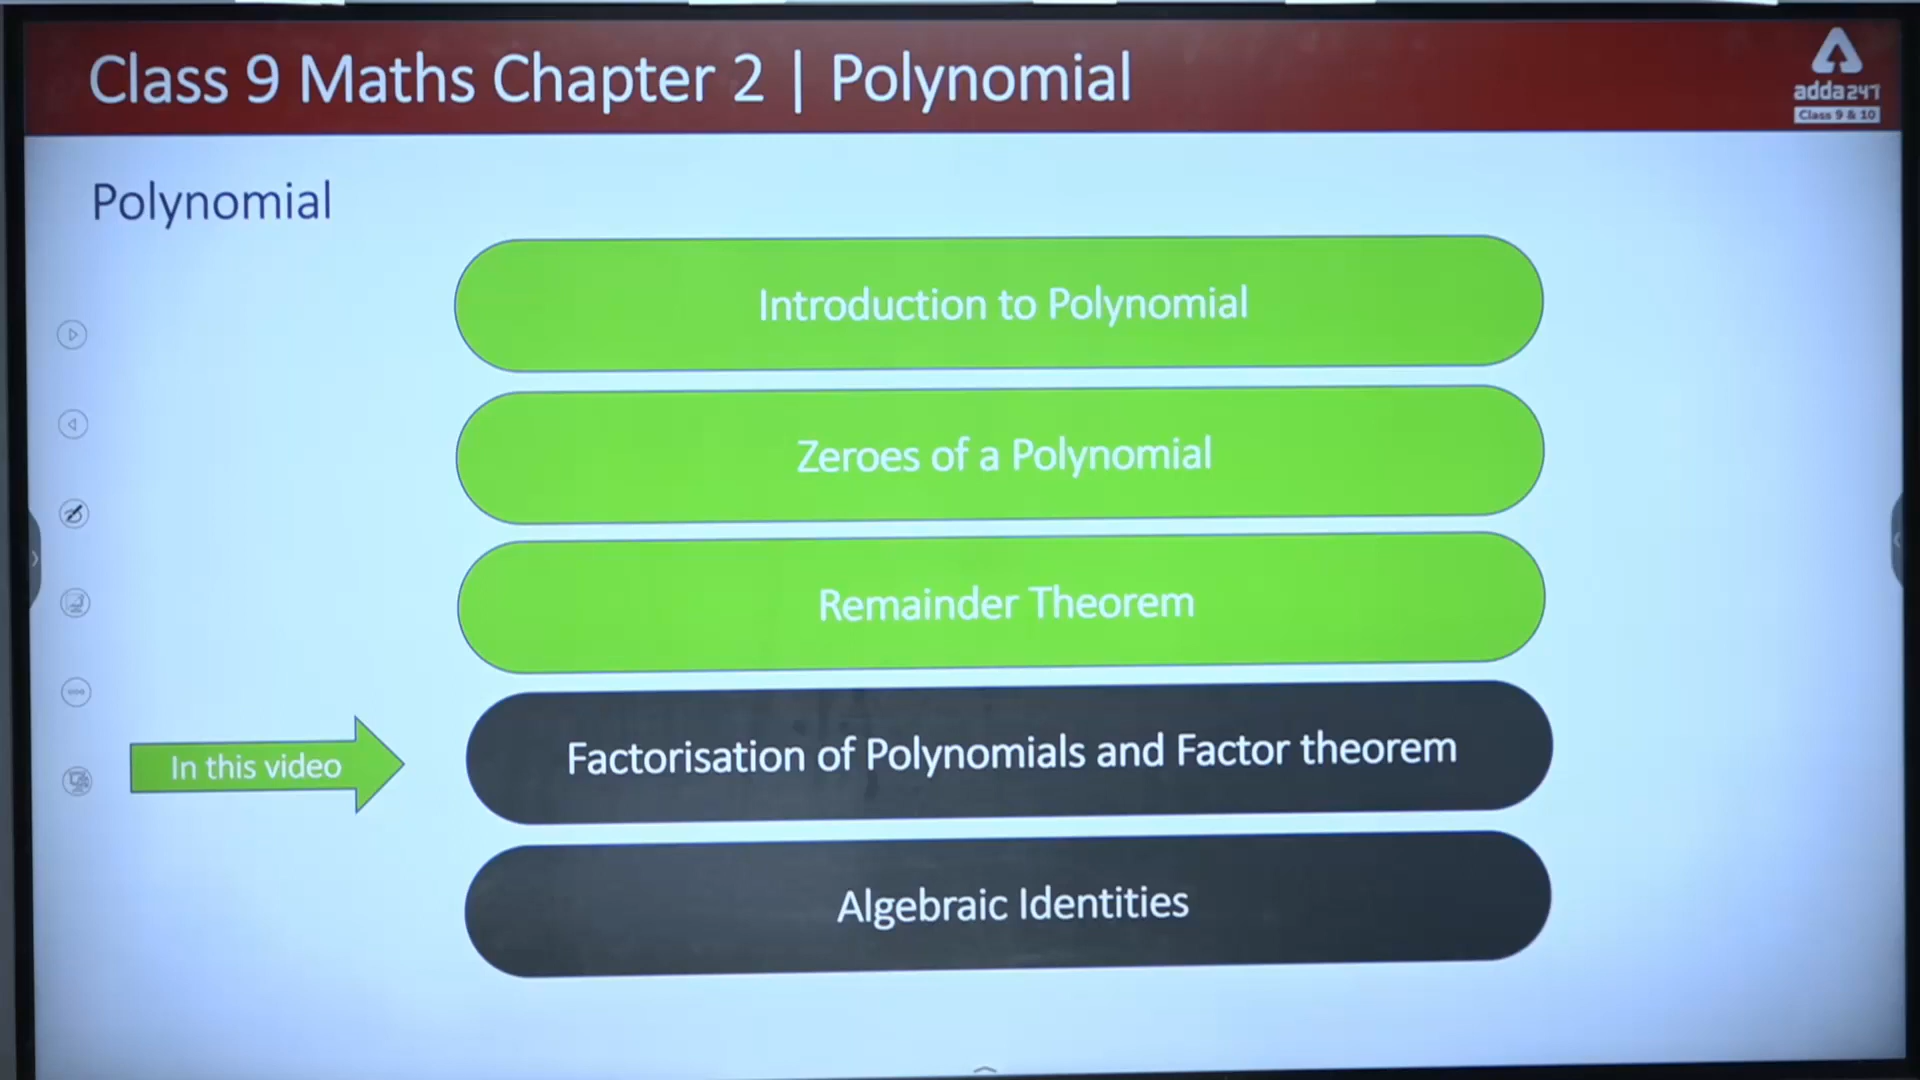 Class 9 Maths Chapter 2 | Polynomial
adda247
Class 9 & 10
Polynomial
Introduction to Polynomial
Zeroes of a Polynomial
Remainder Theorem
In this video
Factorisation of Polynomials and Factor theorem
Algebraic Identities